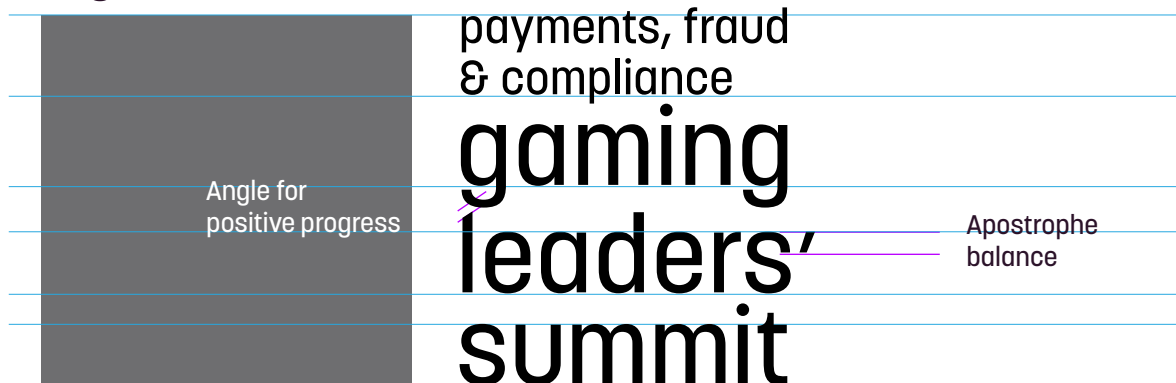 payments, fraud
& compliance
gaming
leaders’
summit
Angle for
positive progress
Apostrophe
balance